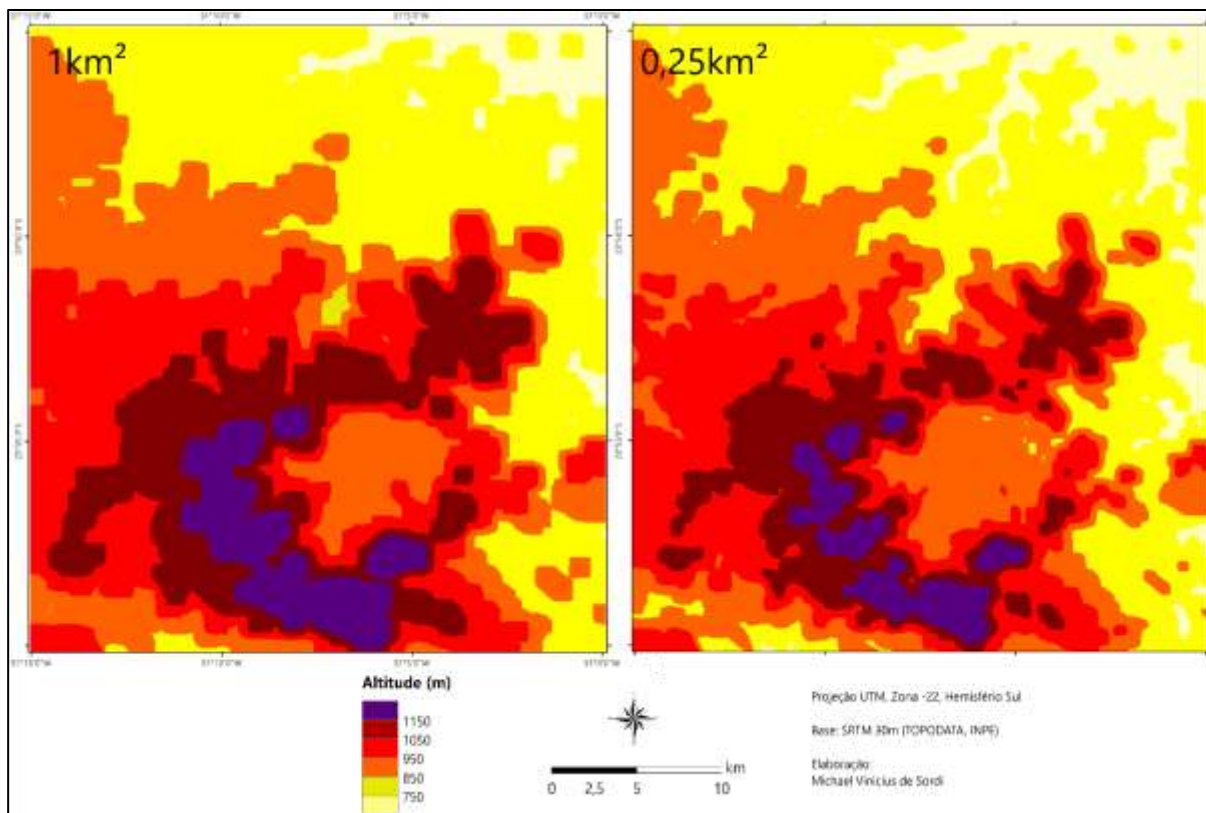 1km²
0,25km²
Altitude (m)
1150
1050
950
850
750
km
0 2,5 5 10
Projeção UTM, Zona -22, Hemisfério Sul
Base: SRTM 30m (TOPODATA, INPE)
Elaboração:
Michael Vinicius de Sordi